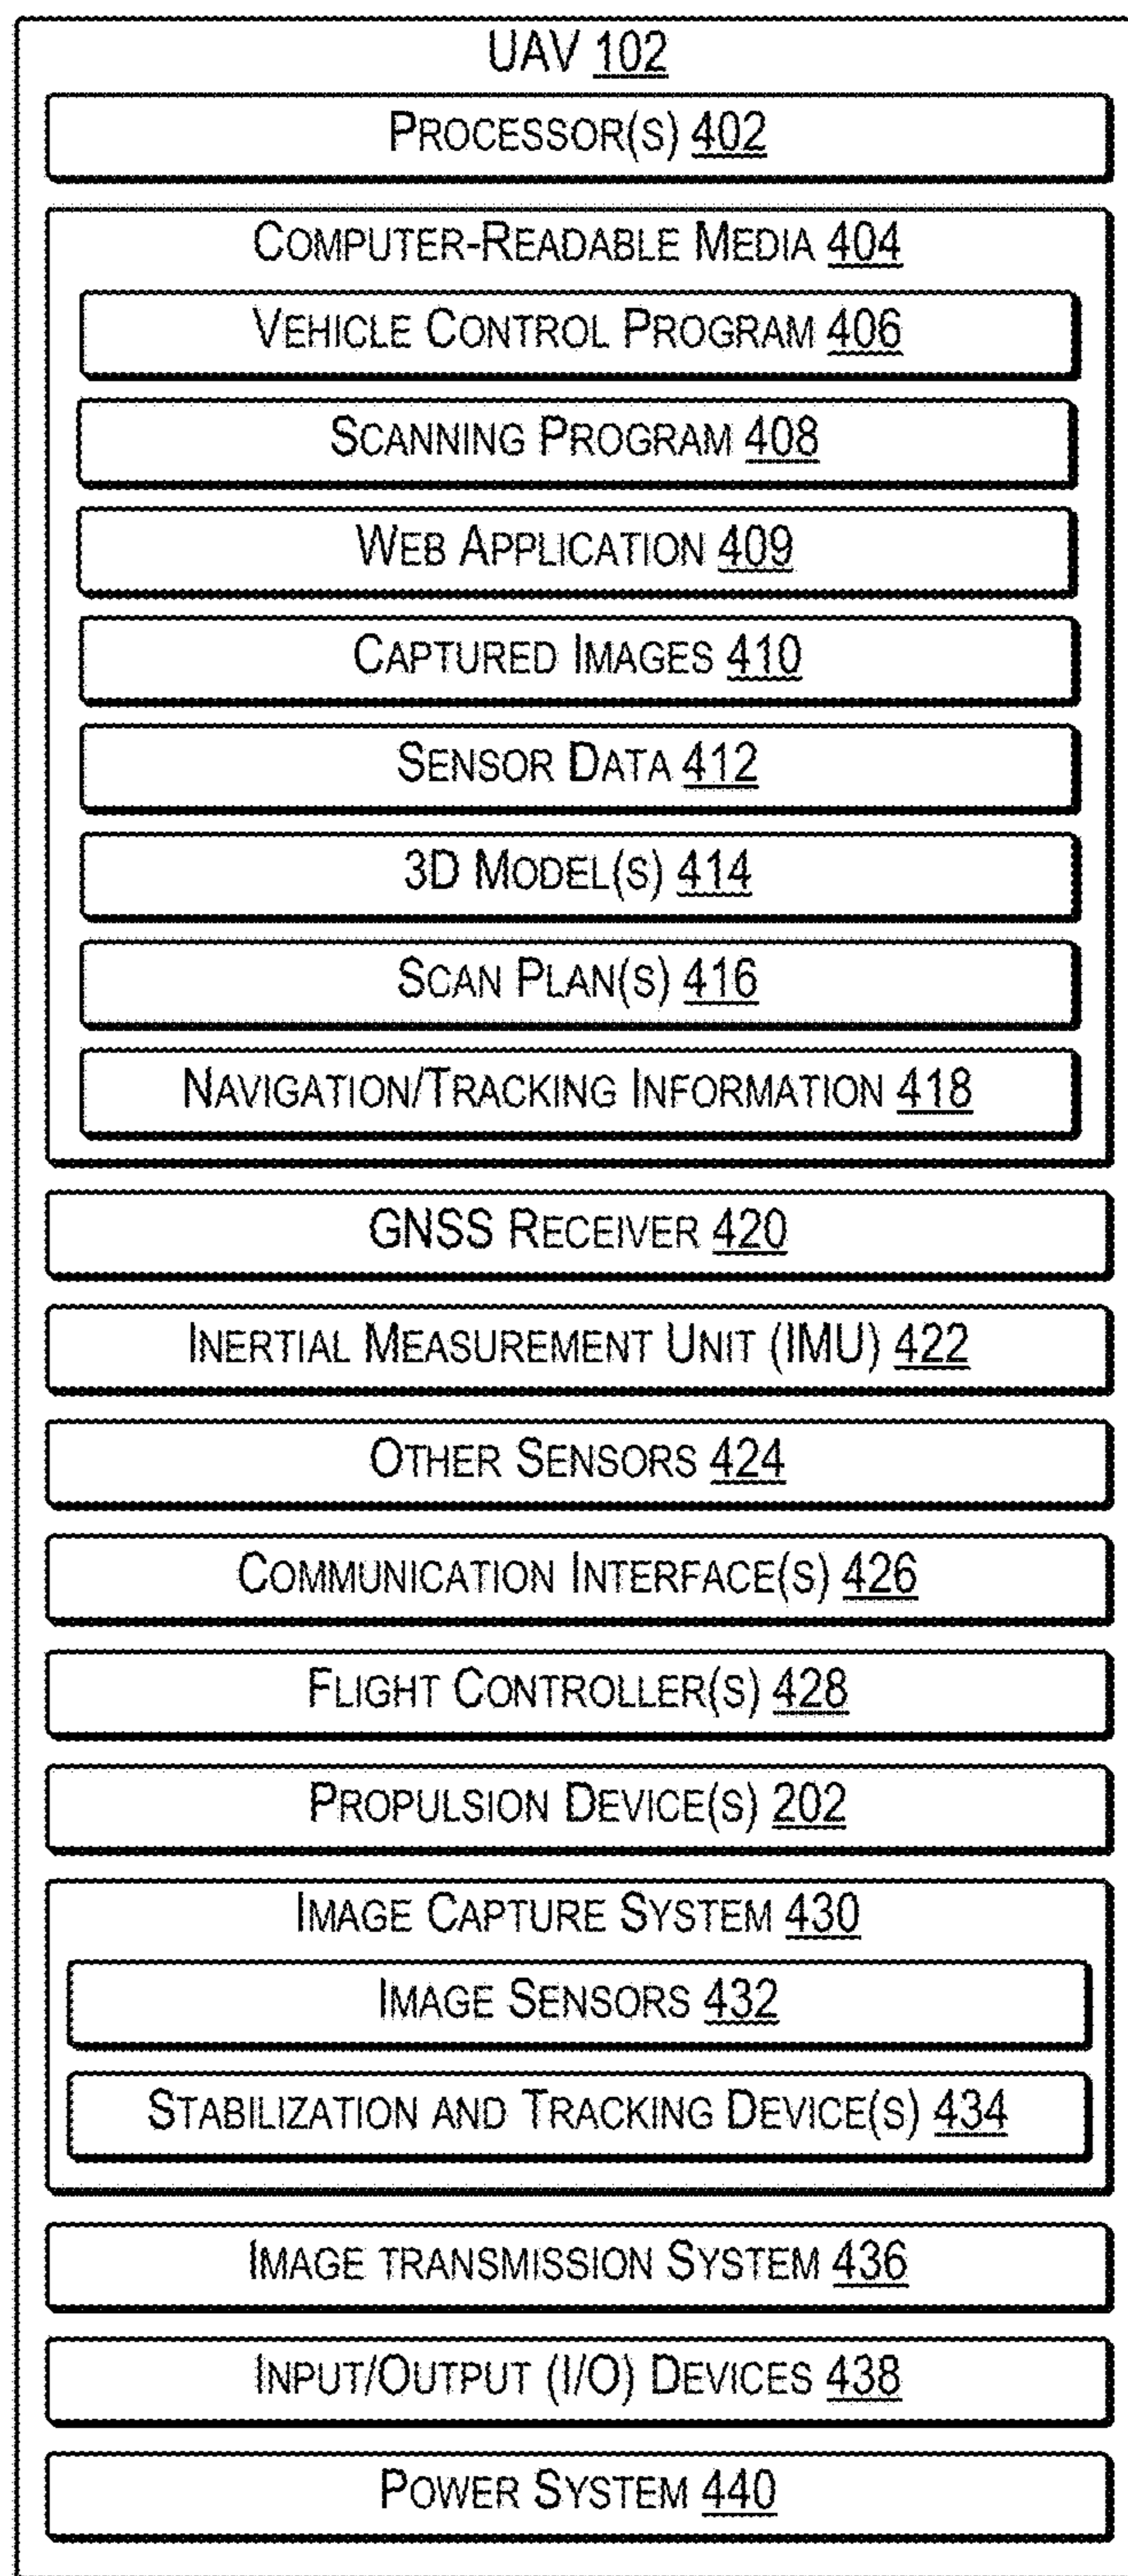 UAV 102
PROCESSOR(S) 402
COMPUTER-READABLE MEDIA 404
VEHICLE CONTROL PROGRAM 406
SCANNING PROGRAM 408
WEB APPLICATION 409
CAPTURED IMAGES 410
SENSOR DATA 412
3D MODEL(S) 414
SCAN PLAN(S) 416
NAVIGATION/TRACKING INFORMATION 418
GNSS RECEIVER 420
INERTIAL MEASUREMENT UNIT (IMU) 422
OTHER SENSORS 424
COMMUNICATION INTERFACE(S) 426
FLIGHT CONTROLLER(S) 428
PROPULSION DEVICE(S) 202
IMAGE CAPTURE SYSTEM 430
IMAGE SENSORS 432
STABILIZATION AND TRACKING DEVICE(S) 434
IMAGE TRANSMISSION SYSTEM 436
INPUT/OUTPUT (I/O) DEVICES 438
POWER SYSTEM 440